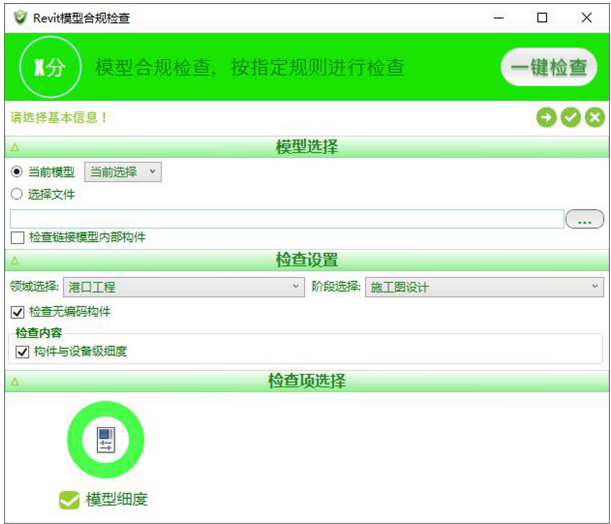 Revit模型合规检查
X分
模型合规检查，按指定规则进行检查
一键检查
请选择基本信息！
模型选择
当前模型 当前选择
选择文件
...
检查链接模型内部构件
检查设置
领域选择: 港口工程 阶段选择: 施工图设计
检查无编码构件
检查内容
构件与设备级细度
检查项选择
模型细度